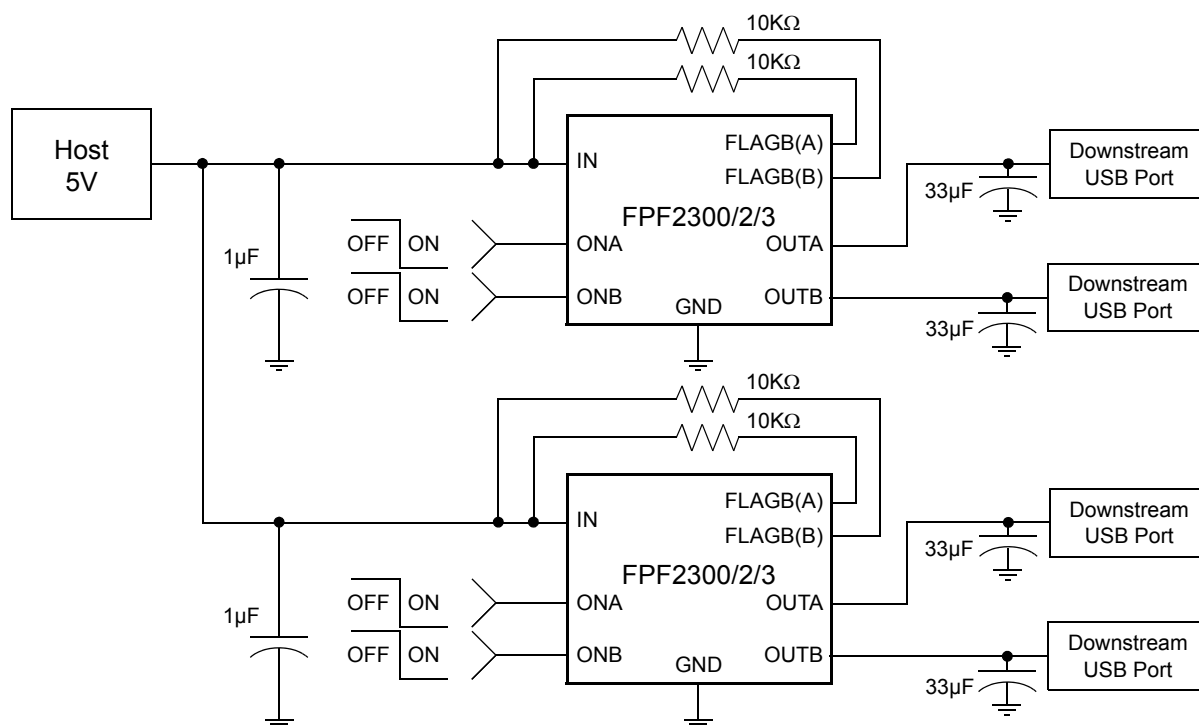 10KΩ
10KΩ
Host
5V
IN
FLAGB(A)
FLAGB(B)
FPF2300/2/3
ONA
ONB
OUTA
OUTB
GND
OFF ON
OFF ON
1µF
33µF
33µF
Downstream
USB Port
Downstream
USB Port
10KΩ
10KΩ
IN
FLAGB(A)
FLAGB(B)
FPF2300/2/3
ONA
ONB
OUTA
OUTB
GND
OFF ON
OFF ON
1µF
33µF
33µF
Downstream
USB Port
Downstream
USB Port